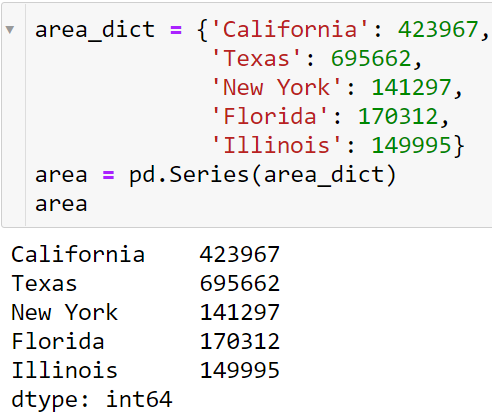 area_dict = {'California': 423967,
'Texas': 695662,
'New York': 141297,
'Florida': 170312,
'Illinois': 149995}
area = pd.Series(area_dict)
area
California    423967
Texas         695662
New York      141297
Florida       170312
Illinois      149995
dtype: int64